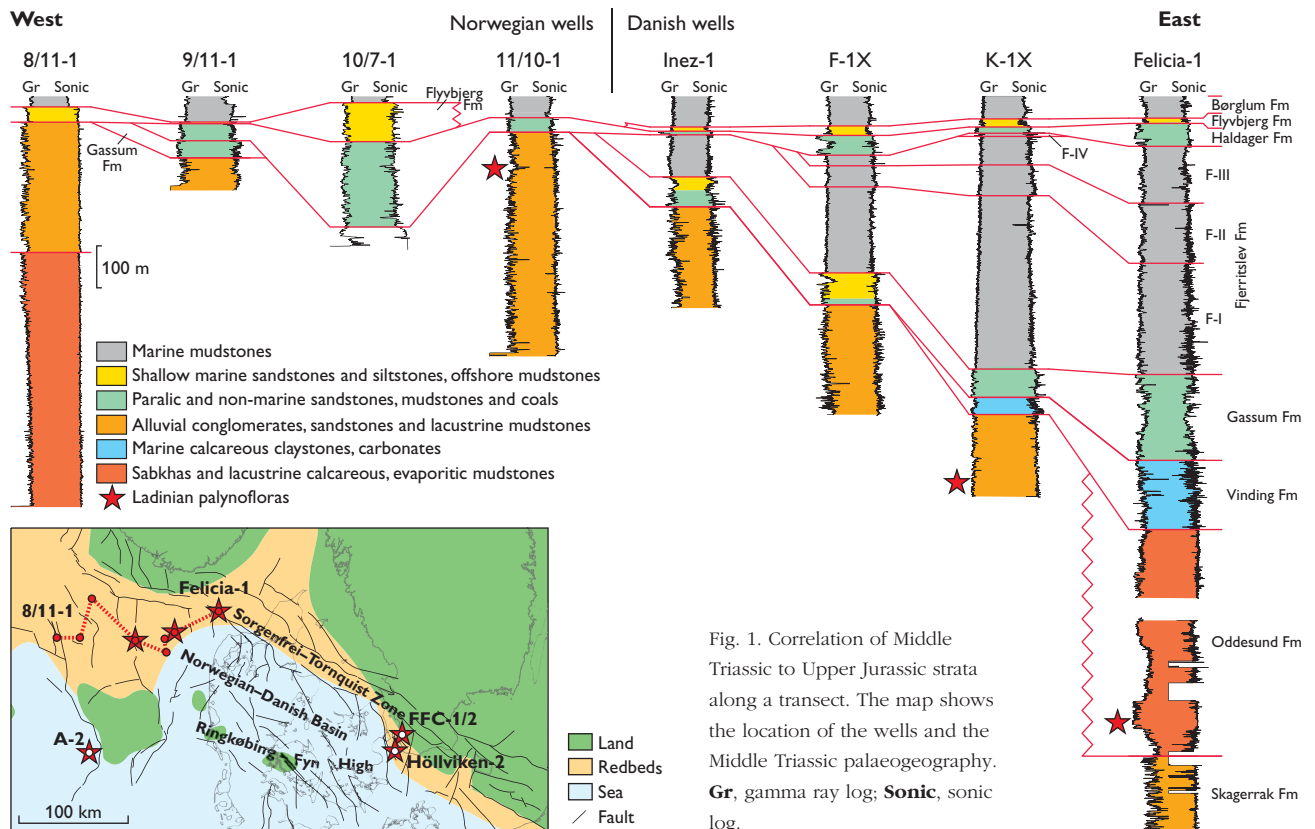 West
Norwegian wells
Danish wells
East
8/11-1
9/11-1
10/7-1
11/10-1
Inez-1
F-1X
K-1X
Felicia-1
Gr Sonic
Gr Sonic
Gr Sonic
Gr Sonic
Gr Sonic
Gr Sonic
Gr Sonic
Gr Sonic
Flyvbjerg
Fm
Gassum
Fm
Børglum Fm
Flyvbjerg Fm
Haldager Fm
F-IV
F-III
F-II
F-I
Fjerritslev Fm
Gassum Fm
Vinding Fm
Oddesund Fm
Skagerrak Fm
100 m
Marine mudstones
Shallow marine sandstones and siltstones, offshore mudstones
Paralic and non-marine sandstones, mudstones and coals
Alluvial conglomerates, sandstones and lacustrine mudstones
Marine calcareous claystones, carbonates
Sabkhas and lacustrine calcareous, evaporitic mudstones
Ladinian palynofloras
Felicia-1
8/11-1
Sorgenfrei–Tornquist Zone
Norwegian–Danish Basin
Ringkøbing – Fyn High
FFC-1/2
Höllviken-2
A-2
100 km
Land
Redbeds
Sea
Fault
Fig. 1. Correlation of Middle
Triassic to Upper Jurassic strata
along a transect. The map shows
the location of the wells and the
Middle Triassic palaeogeography.
Gr, gamma ray log; Sonic, sonic
log.